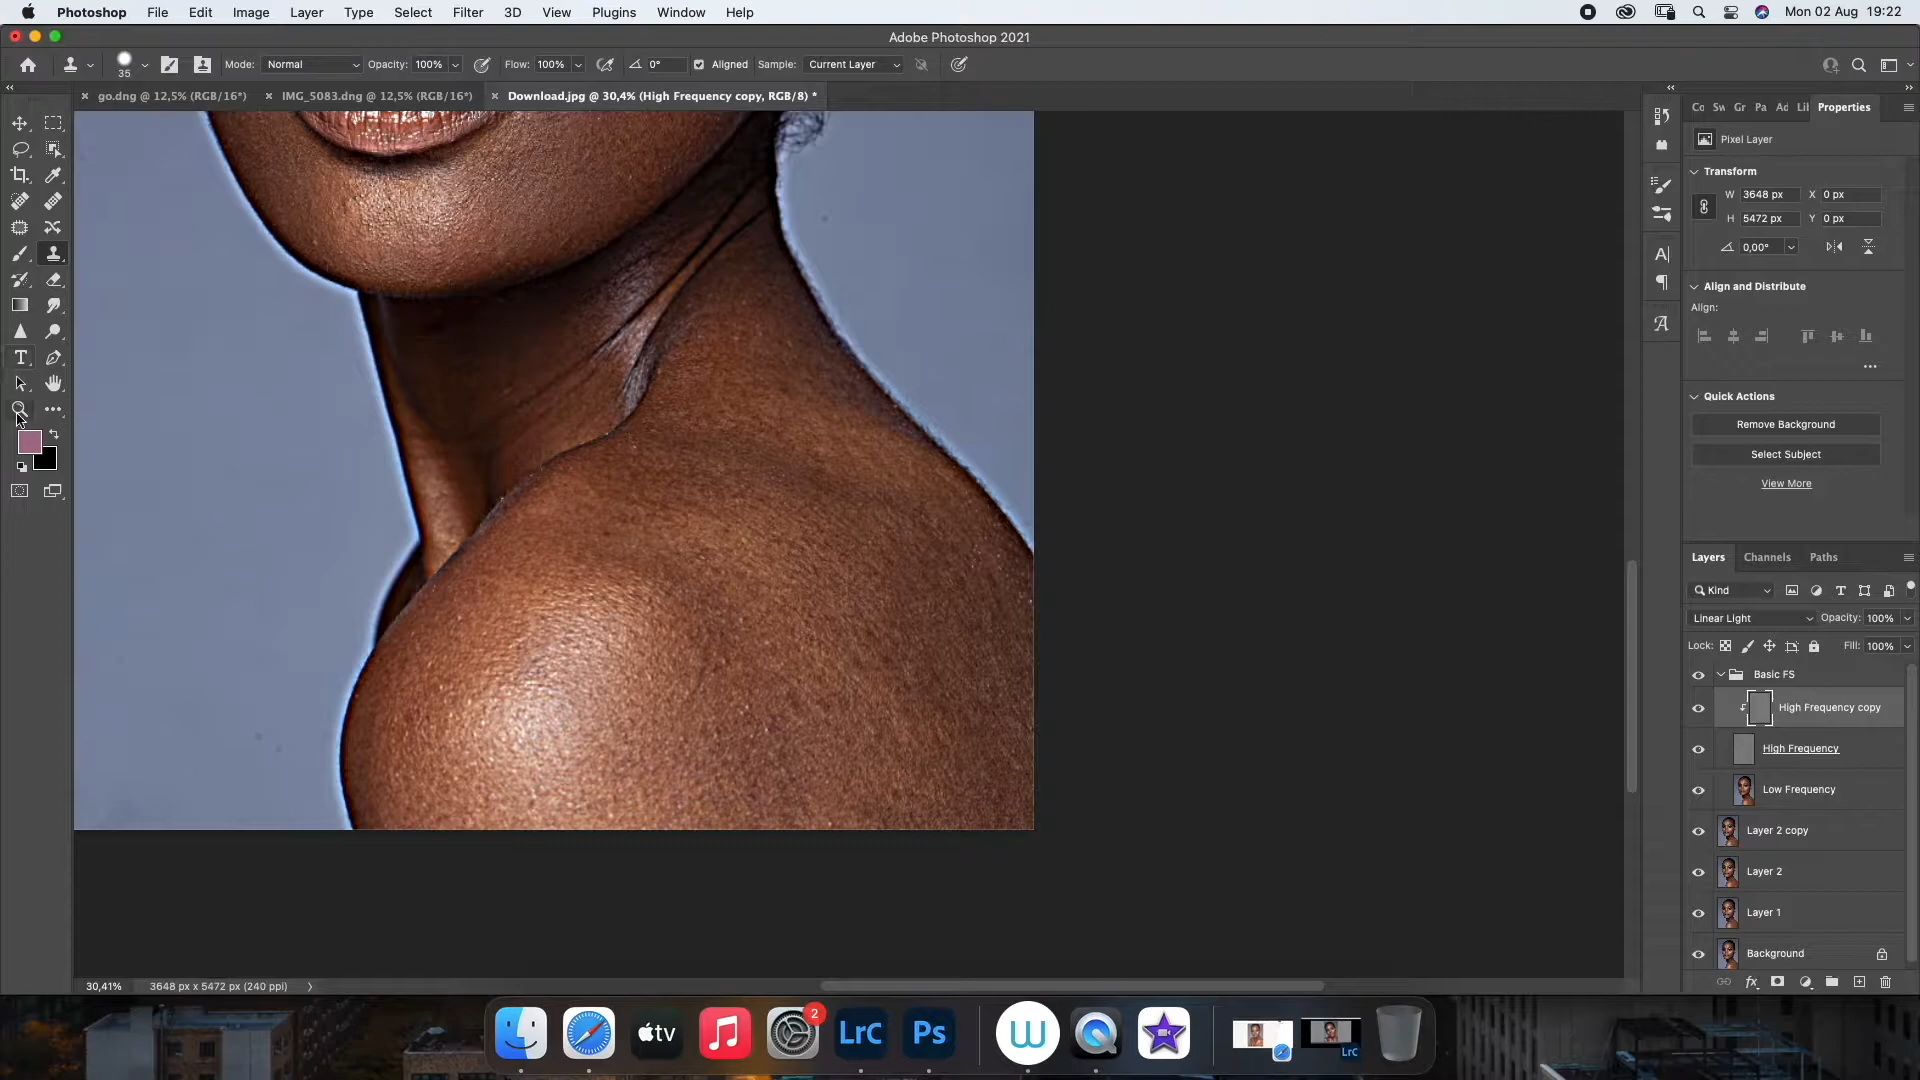 Photoshop File Edit Image Layer Type Select Filter 3D View Plugins Window Help Mon 02 Aug 19:22
Adobe Photoshop 2021
35 Mode: Normal Opacity: 100% Flow: 100% 0° Aligned Sample: Current Layer
go.dng @ 12,5% (RGB/16*) IMG_5083.dng @ 12,5% (RGB/16*) Download.jpg @ 30,4% (High Frequency copy, RGB/8) *
Co Sw Gr Pa Ad Lil Properties
Pixel Layer
Transform
W 3648 px X 0 px
H 5472 px Y 0 px
0,00°
Align and Distribute
Align:
Quick Actions
Remove Background
Select Subject
View More
Layers Channels Paths
Kind
Linear Light Opacity: 100%
Lock: Fill: 100%
Basic FS
High Frequency copy
High Frequency
Low Frequency
Layer 2 copy
Layer 2
Layer 1
Background
fx
30,41% 3648 px x 5472 px (240 ppi)
tv 2 LrC Ps LrC